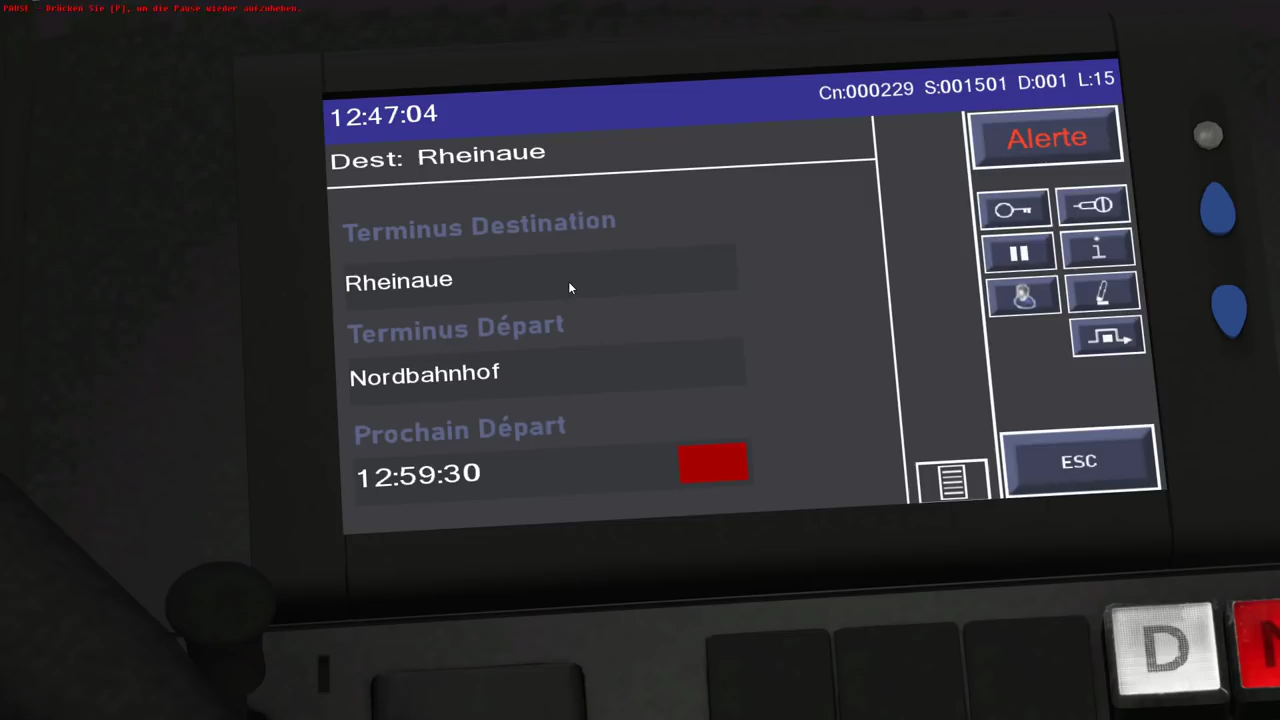 PAUSE - Drücken Sie [P], um die Pause wieder aufzuheben.
12:47:04
Cn:000229 S:001501 D:001 L:15
Dest: Rheinaue
Alerte
Terminus Destination
Rheinaue
Terminus Départ
Nordbahnhof
Prochain Départ
12:59:30
ESC
D